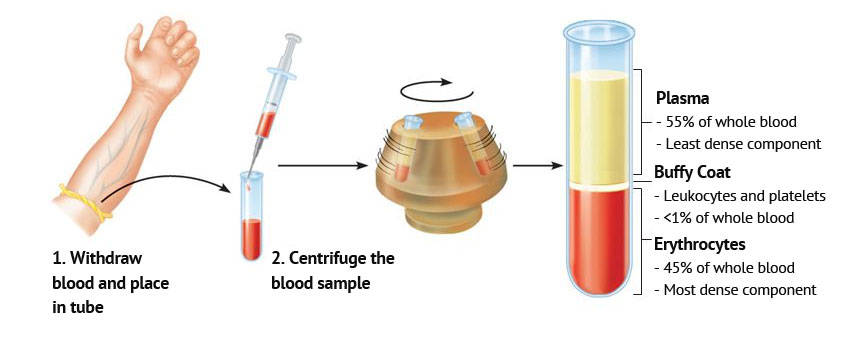 1. Withdraw
blood and place
in tube
2. Centrifuge the
blood sample
Plasma
- 55% of whole blood
- Least dense component
Buffy Coat
- Leukocytes and platelets
- <1% of whole blood
Erythrocytes
- 45% of whole blood
- Most dense component